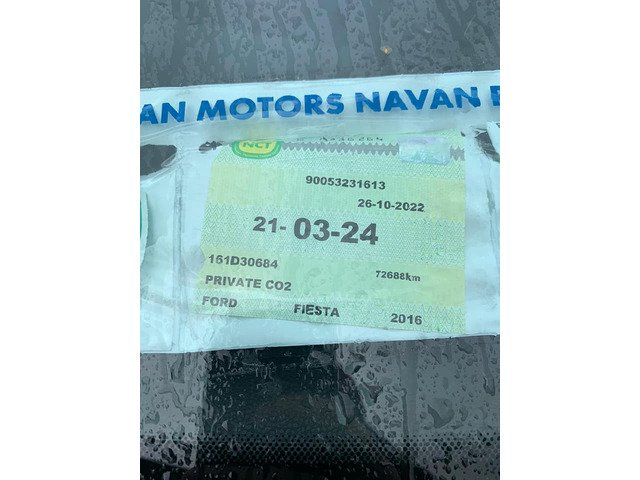 AN MOTORS NAVAN
NCT
90053231613
26-10-2022
21- 03-24
161D30684
72688km
PRIVATE CO2
FORD FIESTA 2016